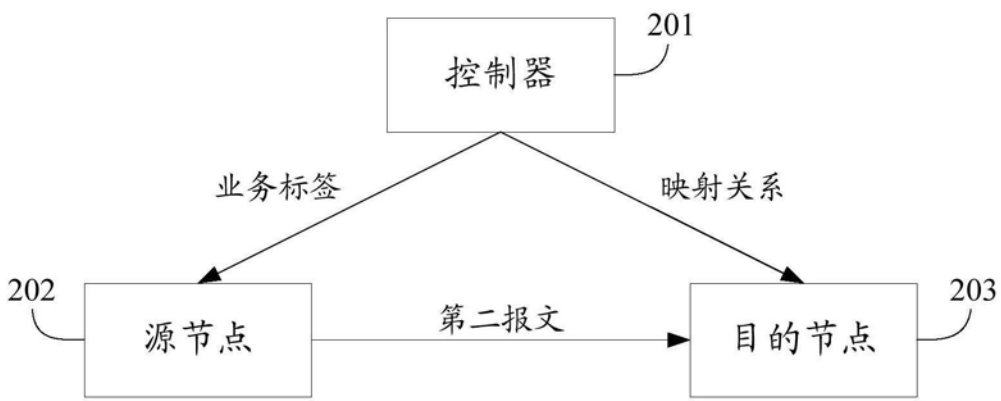 201
控制器
业务标签
映射关系
202
203
源节点
第二报文
目的节点